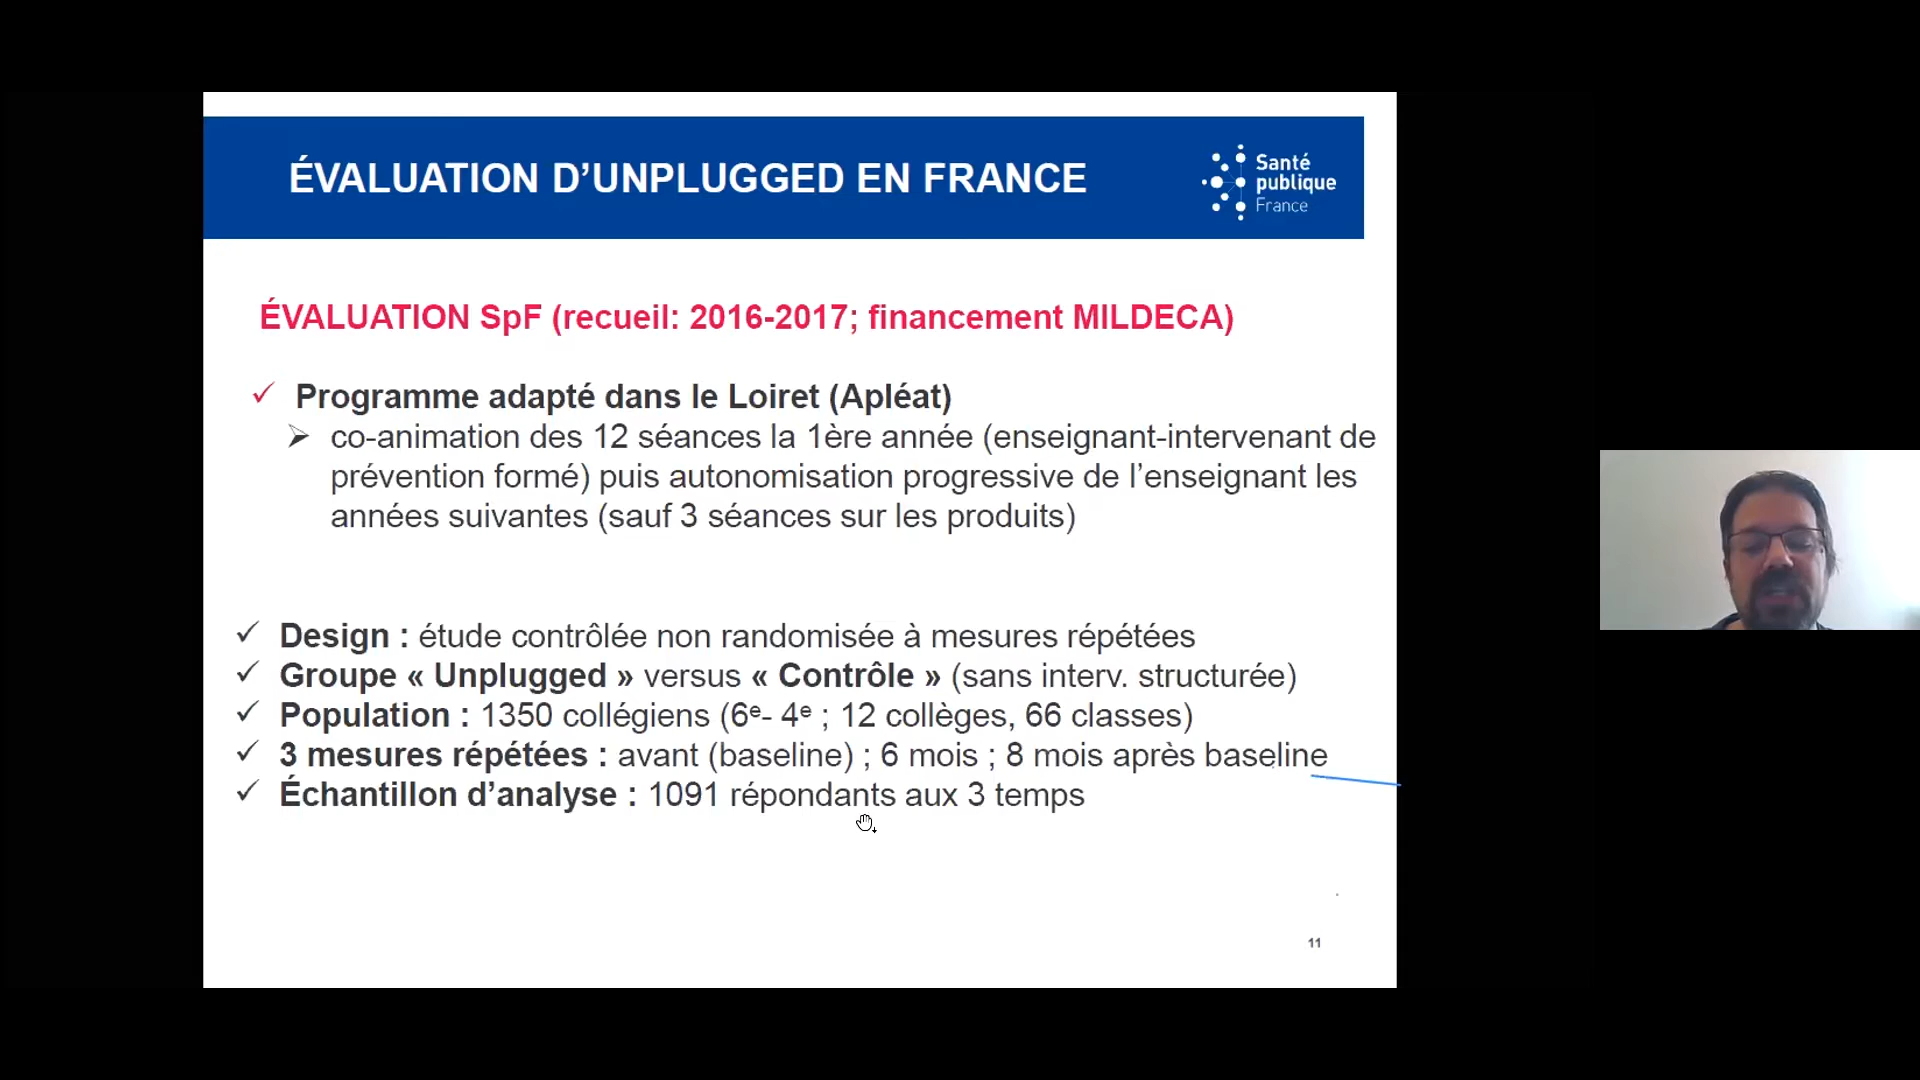 ÉVALUATION D’UNPLUGGED EN FRANCE
Santé
publique
France
ÉVALUATION SpF (recueil: 2016-2017; financement MILDECA)
✓ Programme adapté dans le Loiret (Apléat)
➢ co-animation des 12 séances la 1ère année (enseignant-intervenant de
prévention formé) puis autonomisation progressive de l’enseignant les
années suivantes (sauf 3 séances sur les produits)
✓ Design : étude contrôlée non randomisée à mesures répétées
✓ Groupe « Unplugged » versus « Contrôle » (sans interv. structurée)
✓ Population : 1350 collégiens (6ᵉ- 4ᵉ ; 12 collèges, 66 classes)
✓ 3 mesures répétées : avant (baseline) ; 6 mois ; 8 mois après baseline
✓ Échantillon d’analyse : 1091 répondants aux 3 temps
11